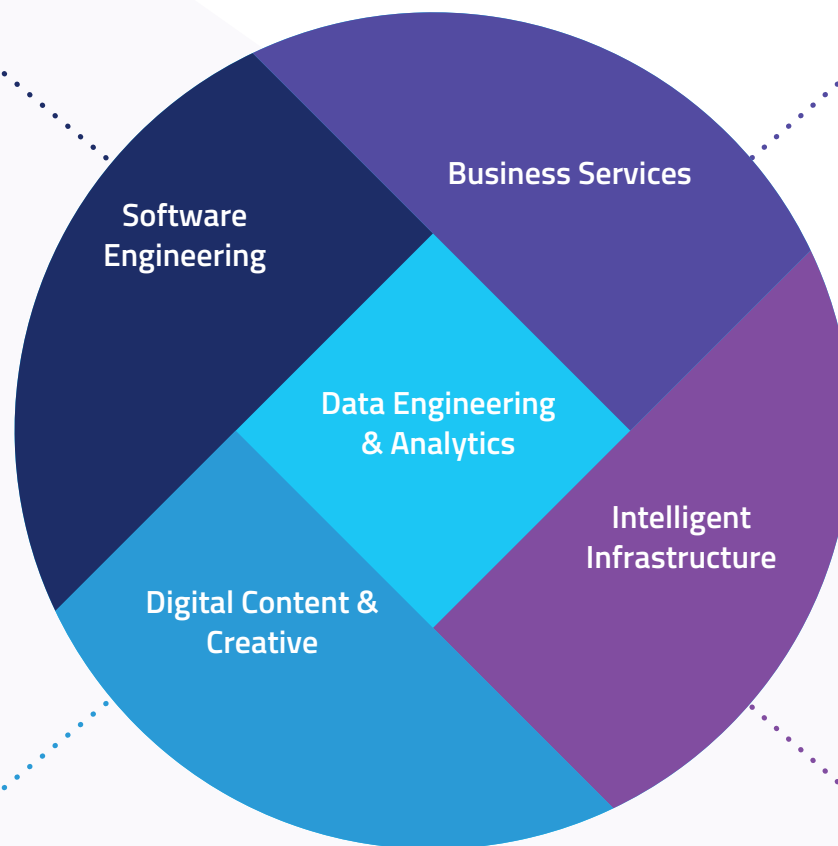 Business Services
Software
Engineering
Data Engineering
& Analytics
Intelligent
Infrastructure
Digital Content &
Creative